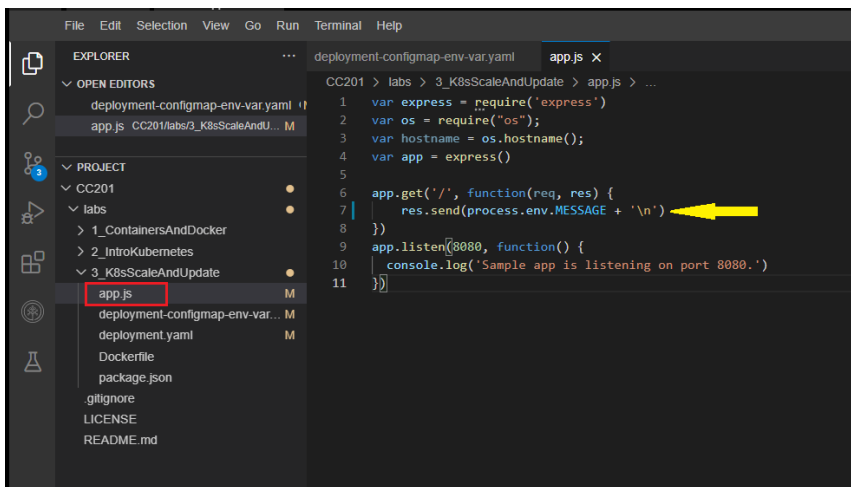 File Edit Selection View Go Run Terminal Help
EXPLORER ...
OPEN EDITORS
deployment-configmap-env-var.yaml
app.js CC201/labs/3_K8sScaleAndU... M
3
PROJECT
CC201
labs
1_ContainersAndDocker
2_IntroKubernetes
3_K8sScaleAndUpdate
app.js M
deployment-configmap-env-var... M
deployment.yaml M
Dockerfile
package.json
.gitignore
LICENSE
README.md
deployment-configmap-env-var.yaml app.js
CC201 > labs > 3_K8sScaleAndUpdate > app.js > ...
1 var express = require('express')
2 var os = require("os");
3 var hostname = os.hostname();
4 var app = express()
5
6 app.get('/', function(req, res) {
7 res.send(process.env.MESSAGE + '\n')
8 })
9 app.listen(8080, function() {
10 console.log('Sample app is listening on port 8080.')
11 })